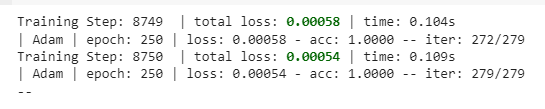 Training Step: 8749  | total loss: 0.00058 | time: 0.104s
| Adam | epoch: 250 | loss: 0.00058 - acc: 1.0000 -- iter: 272/279
Training Step: 8750  | total loss: 0.00054 | time: 0.109s
| Adam | epoch: 250 | loss: 0.00054 - acc: 1.0000 -- iter: 279/279
--